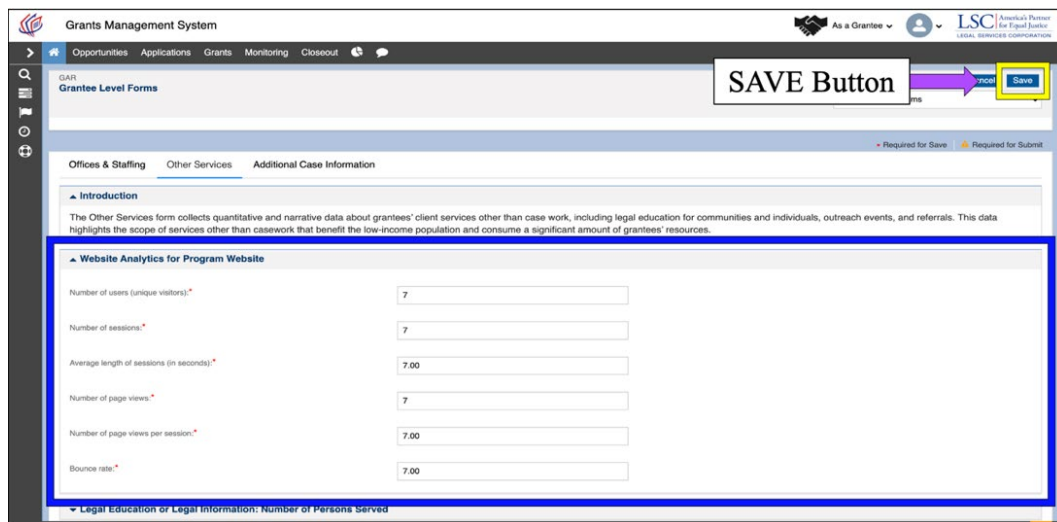 Grants Management System
As a Grantee
LSC America's Partner for Equal Justice
LEGAL SERVICES CORPORATION
Opportunities Applications Grants Monitoring Closeout
GAR
Grantee Level Forms
SAVE Button
ncel Save
ms
* Required for Save Required for Submit
Offices & Staffing Other Services Additional Case Information
Introduction
The Other Services form collects quantitative and narrative data about grantees' client services other than case work, including legal education for communities and individuals, outreach events, and referrals. This data
highlights the scope of services other than casework that benefit the low-income population and consume a significant amount of grantees' resources.
Website Analytics for Program Website
Number of users (unique visitors):* 7
Number of sessions:* 7
Average length of sessions (in seconds):* 7.00
Number of page views:* 7
Number of page views per session:* 7.00
Bounce rate:* 7.00
Legal Education or Legal Information: Number of Persons Served